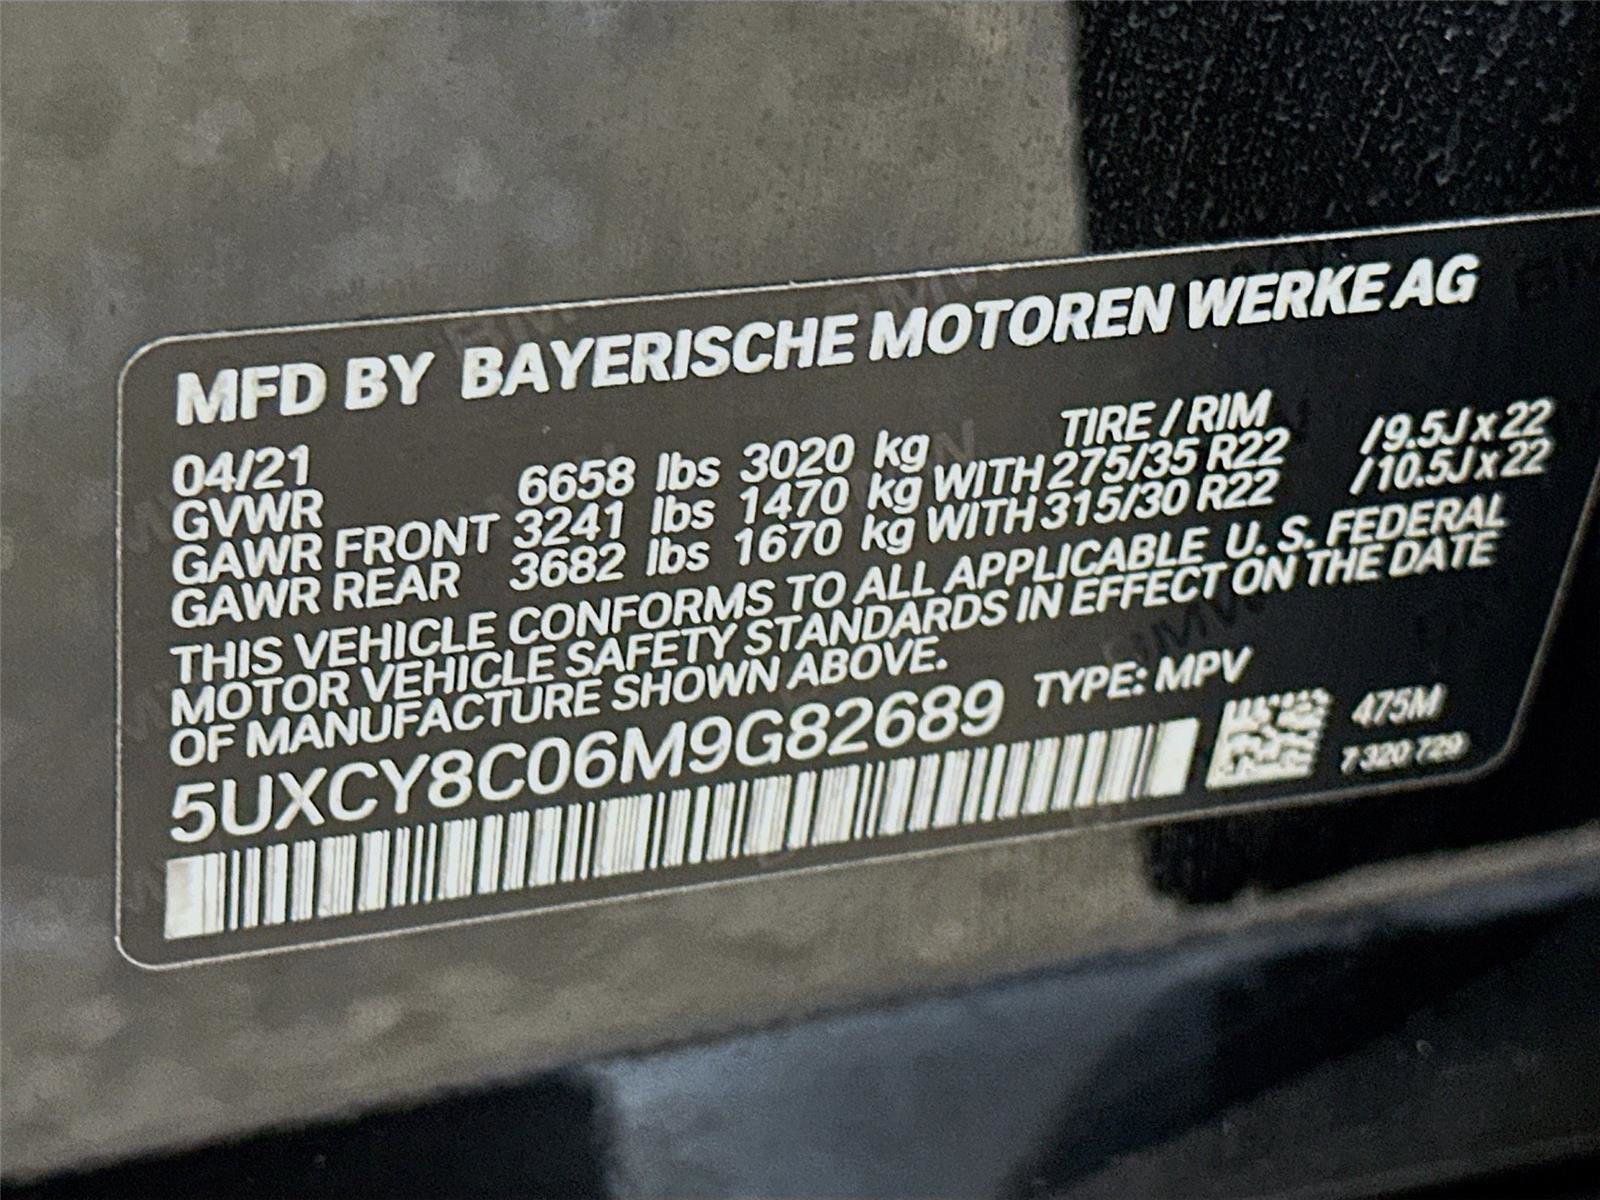 MFD BY BAYERISCHE MOTOREN WERKE AG
04/21 TIRE / RIM
GVWR 6658 lbs 3020 kg
GAWR FRONT 3241 lbs 1470 kg WITH 275/35 R22 /9.5J x 22
GAWR REAR 3682 lbs 1670 kg WITH 315/30 R22 /10.5J x 22
THIS VEHICLE CONFORMS TO ALL APPLICABLE U. S. FEDERAL
MOTOR VEHICLE SAFETY STANDARDS IN EFFECT ON THE DATE
OF MANUFACTURE SHOWN ABOVE.
5UXCY8C06M9G82689 TYPE: MPV
475M
7 320 729